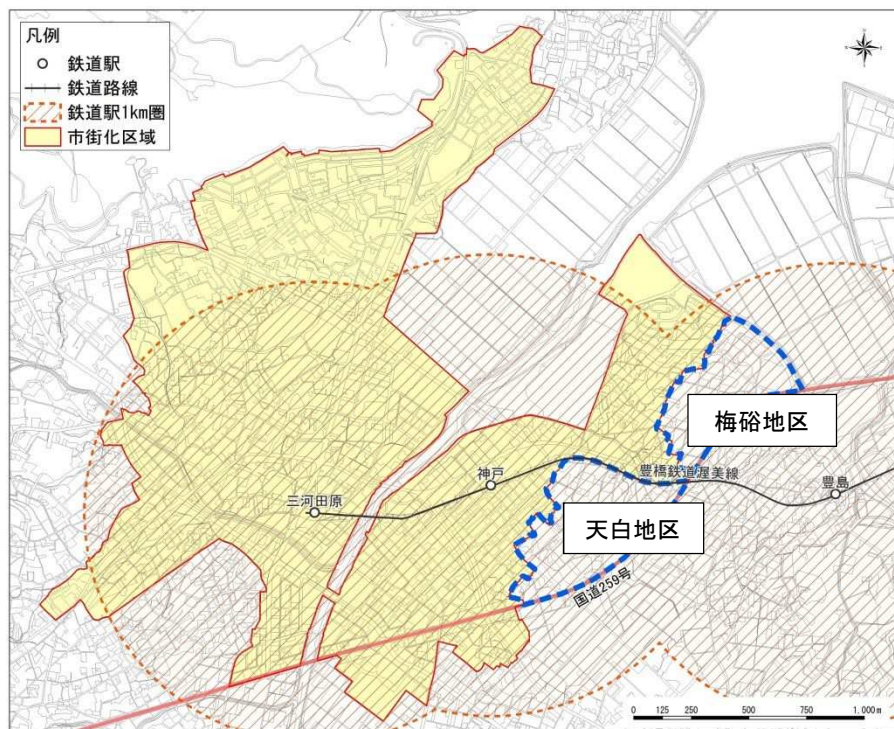 凡例
鉄道駅
鉄道路線
鉄道駅1km圏
市街化区域
梅硲地区
豊橋鉄道渥美線
神戸
豊島
三河田原
天白地区
国道259号
0 125 250 500 750 1,000m